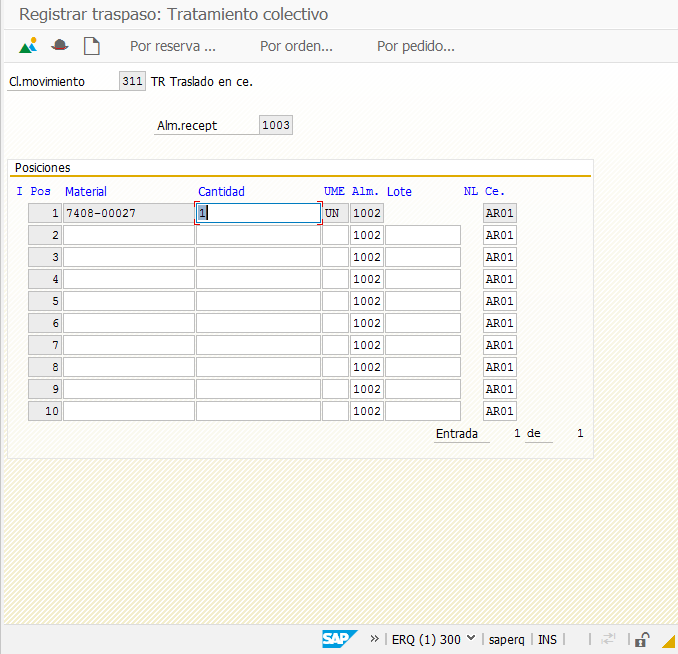 Registrar traspaso: Tratamiento colectivo
Por reserva ... Por orden... Por pedido...
Cl.movimiento 311 TR Traslado en ce.
Alm.recept 1003
Posiciones
I Pos Material Cantidad UME Alm. Lote NL Ce.
1 7408-00027 1 UN 1002 AR01
2 1002 AR01
3 1002 AR01
4 1002 AR01
5 1002 AR01
6 1002 AR01
7 1002 AR01
8 1002 AR01
9 1002 AR01
10 1002 AR01
Entrada 1 de 1
SAP » ERQ (1) 300 saperq INS